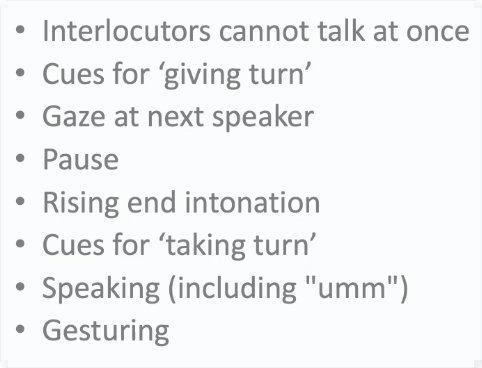 • Interlocutors cannot talk at once
• Cues for ‘giving turn’
• Gaze at next speaker
• Pause
• Rising end intonation
• Cues for ‘taking turn’
• Speaking (including "umm")
• Gesturing